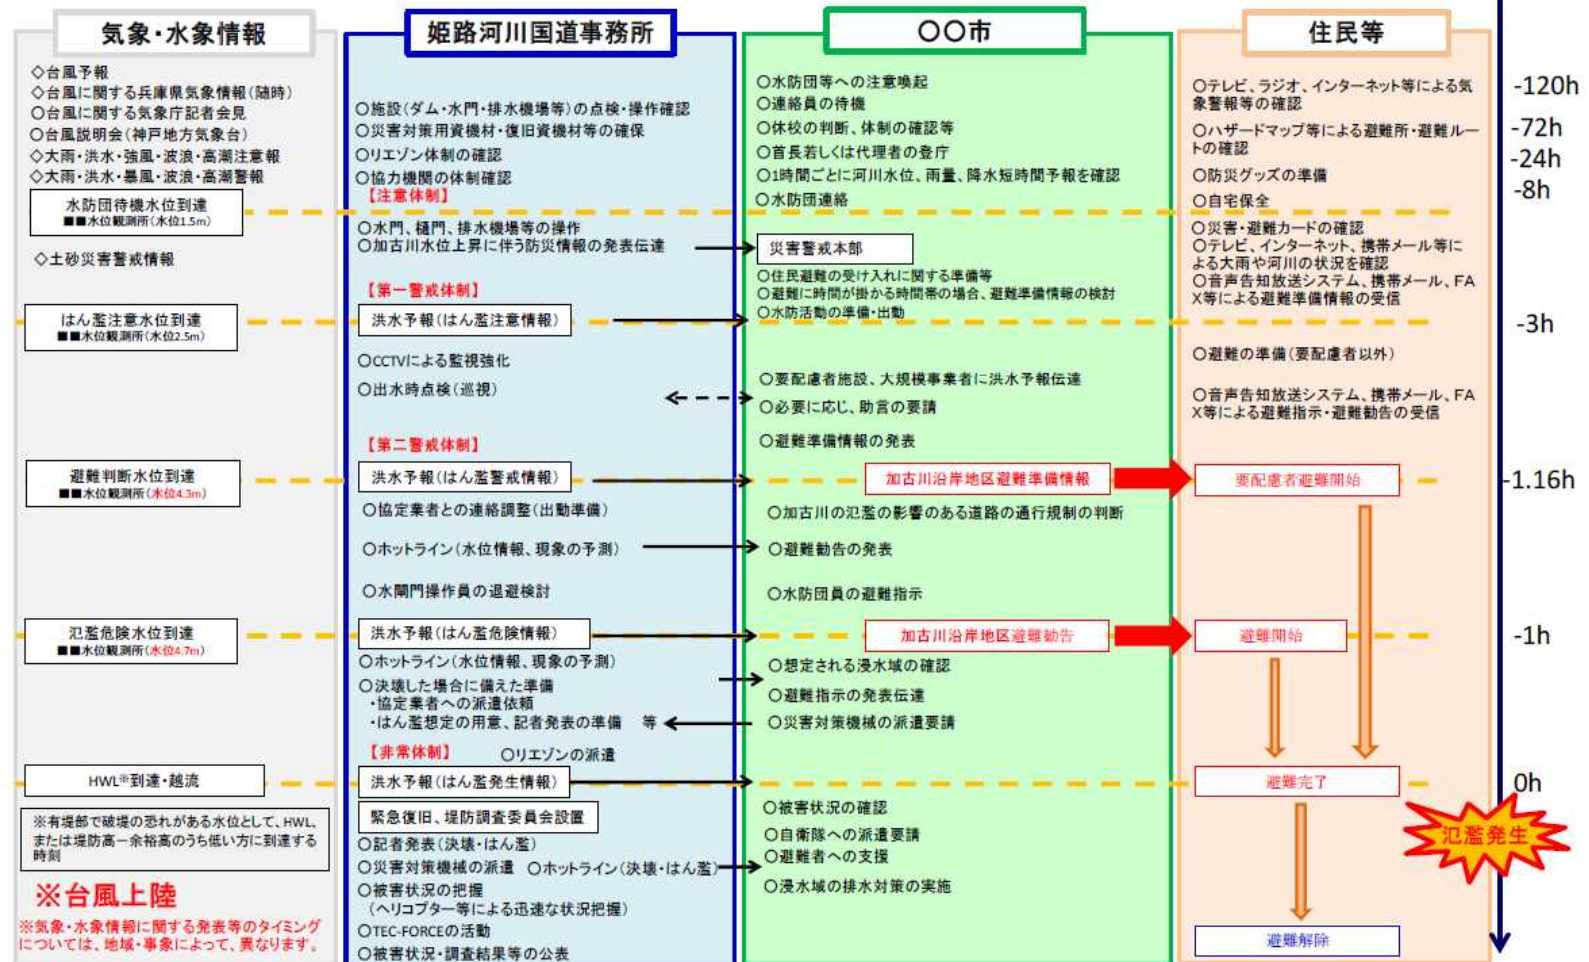 気象・水象情報
◇台風予報
◇台風に関する兵庫県気象情報(随時)
〇台風に関する気象庁記者会見
〇台風説明会(神戸地方気象台)
◇大雨・洪水・強風・波浪・高潮注意報
◇大雨・洪水・暴風・波浪・高潮警報
水防団待機水位到達
■■水位観測所(水位1.5m)
◇土砂災害警戒情報
はん濫注意水位到達
■■水位観測所(水位2.5m)
避難判断水位到達
■■水位観測所(水位4.3m)
氾濫危険水位到達
■■水位観測所(水位4.7m)
HWL※到達・越流
※有堤部で破堤の恐れがある水位として、HWL、
または堤防高－余裕高のうち低い方に到達する
時刻
※台風上陸
※気象・水象情報に関する発表等のタイミング
については、地域・事象によって、異なります。
姫路河川国道事務所
〇施設(ダム・水門・排水機場等)の点検・操作確認
〇災害対策用資機材・復旧資機材等の確保
〇リエゾン体制の確認
〇協力機関の体制確認
【注意体制】
〇水門、樋門、排水機場等の操作
〇加古川水位上昇に伴う防災情報の発表伝達
【第一警戒体制】
洪水予報(はん濫注意情報)
〇CCTVによる監視強化
〇出水時点検(巡視)
【第二警戒体制】
洪水予報(はん濫警戒情報)
〇協定業者との連絡調整(出動準備)
〇ホットライン(水位情報、現象の予測)
〇水閘門操作員の退避検討
洪水予報(はん濫危険情報)
〇ホットライン(水位情報、現象の予測)
〇決壊した場合に備えた準備
・協定業者への派遣依頼
・はん濫想定の用意、記者発表の準備 等
【非常体制】 〇リエゾンの派遣
洪水予報(はん濫発生情報)
緊急復旧、堤防調査委員会設置
〇記者発表(決壊・はん濫)
〇災害対策機械の派遣 〇ホットライン(決壊・はん濫)
〇被害状況の把握
(ヘリコプター等による迅速な状況把握)
〇TEC-FORCEの活動
〇被害状況・調査結果等の公表
〇〇市
〇水防団等への注意喚起
〇連絡員の待機
〇休校の判断、体制の確認等
〇首長若しくは代理者の登庁
〇1時間ごとに河川水位、雨量、降水短時間予報を確認
〇水防団連絡
災害警戒本部
〇住民避難の受け入れに関する準備等
〇避難に時間が掛かる時間帯の場合、避難準備情報の検討
〇水防活動の準備・出動
〇要配慮者施設、大規模事業者に洪水予報伝達
〇必要に応じ、助言の要請
〇避難準備情報の発表
加古川沿岸地区避難準備情報
〇加古川の氾濫の影響のある道路の通行規制の判断
〇避難勧告の発表
〇水防団員の避難指示
加古川沿岸地区避難勧告
〇想定される浸水域の確認
〇避難指示の発表伝達
〇災害対策機械の派遣要請
〇被害状況の確認
〇自衛隊への派遣要請
〇避難者への支援
〇浸水域の排水対策の実施
住民等
〇テレビ、ラジオ、インターネット等による気
象警報等の確認
〇ハザードマップ等による避難所・避難ルー
トの確認
〇防災グッズの準備
〇自宅保全
〇災害・避難カードの確認
〇テレビ、インターネット、携帯メール等に
よる大雨や河川の状況を確認
〇音声告知放送システム、携帯メール、FA
X等による避難準備情報の受信
〇避難の準備(要配慮者以外)
〇音声告知放送システム、携帯メール、FA
X等による避難指示・避難勧告の受信
要配慮者避難開始
避難開始
避難完了
避難解除
-120h
-72h
-24h
-8h
-3h
-1.16h
-1h
0h
氾濫発生